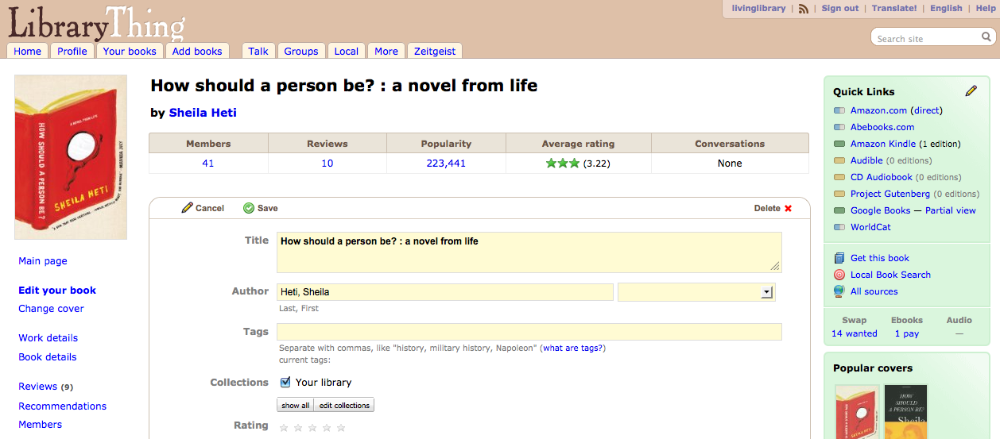 LibraryThing
livinglibrary | Sign out | Translate! | English | Help
Search site
Home Profile Your books Add books Talk Groups Local More Zeitgeist
A NOVEL FROM LIFE
HOW SHOULD A PERSON BE?
SHEILA HETI
How should a person be? : a novel from life
by Sheila Heti
Members Reviews Popularity Average rating Conversations
41 10 223,441 (3.22) None
Cancel Save Delete
Title How should a person be? : a novel from life
Author Heti, Sheila
Last, First
Tags
Separate with commas, like "history, military history, Napoleon" (what are tags?)
current tags:
Collections Your library
show all edit collections
Rating
Main page
Edit your book
Change cover
Work details
Book details
Reviews (9)
Recommendations
Members
Quick Links
Amazon.com (direct)
Abebooks.com
Amazon Kindle (1 edition)
Audible (0 editions)
CD Audiobook (0 editions)
Project Gutenberg (0 editions)
Google Books — Partial view
WorldCat
Get this book
Local Book Search
All sources
Swap Ebooks Audio
14 wanted 1 pay —
Popular covers
HOW
SHOULD
A PERSON
BE?
Sheila